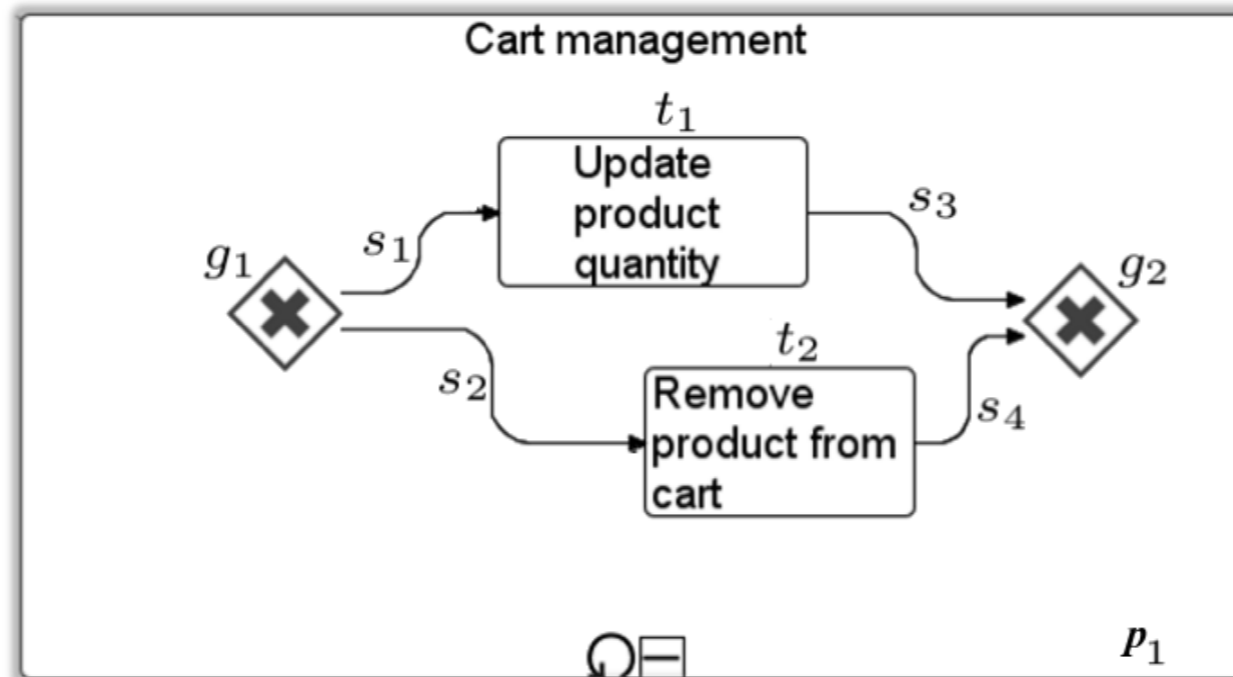 Cart management
t₁
Update
product
quantity
s₃
s₁
g₁
g₂
t₂
s₂
Remove
product from
cart
s₄
p₁